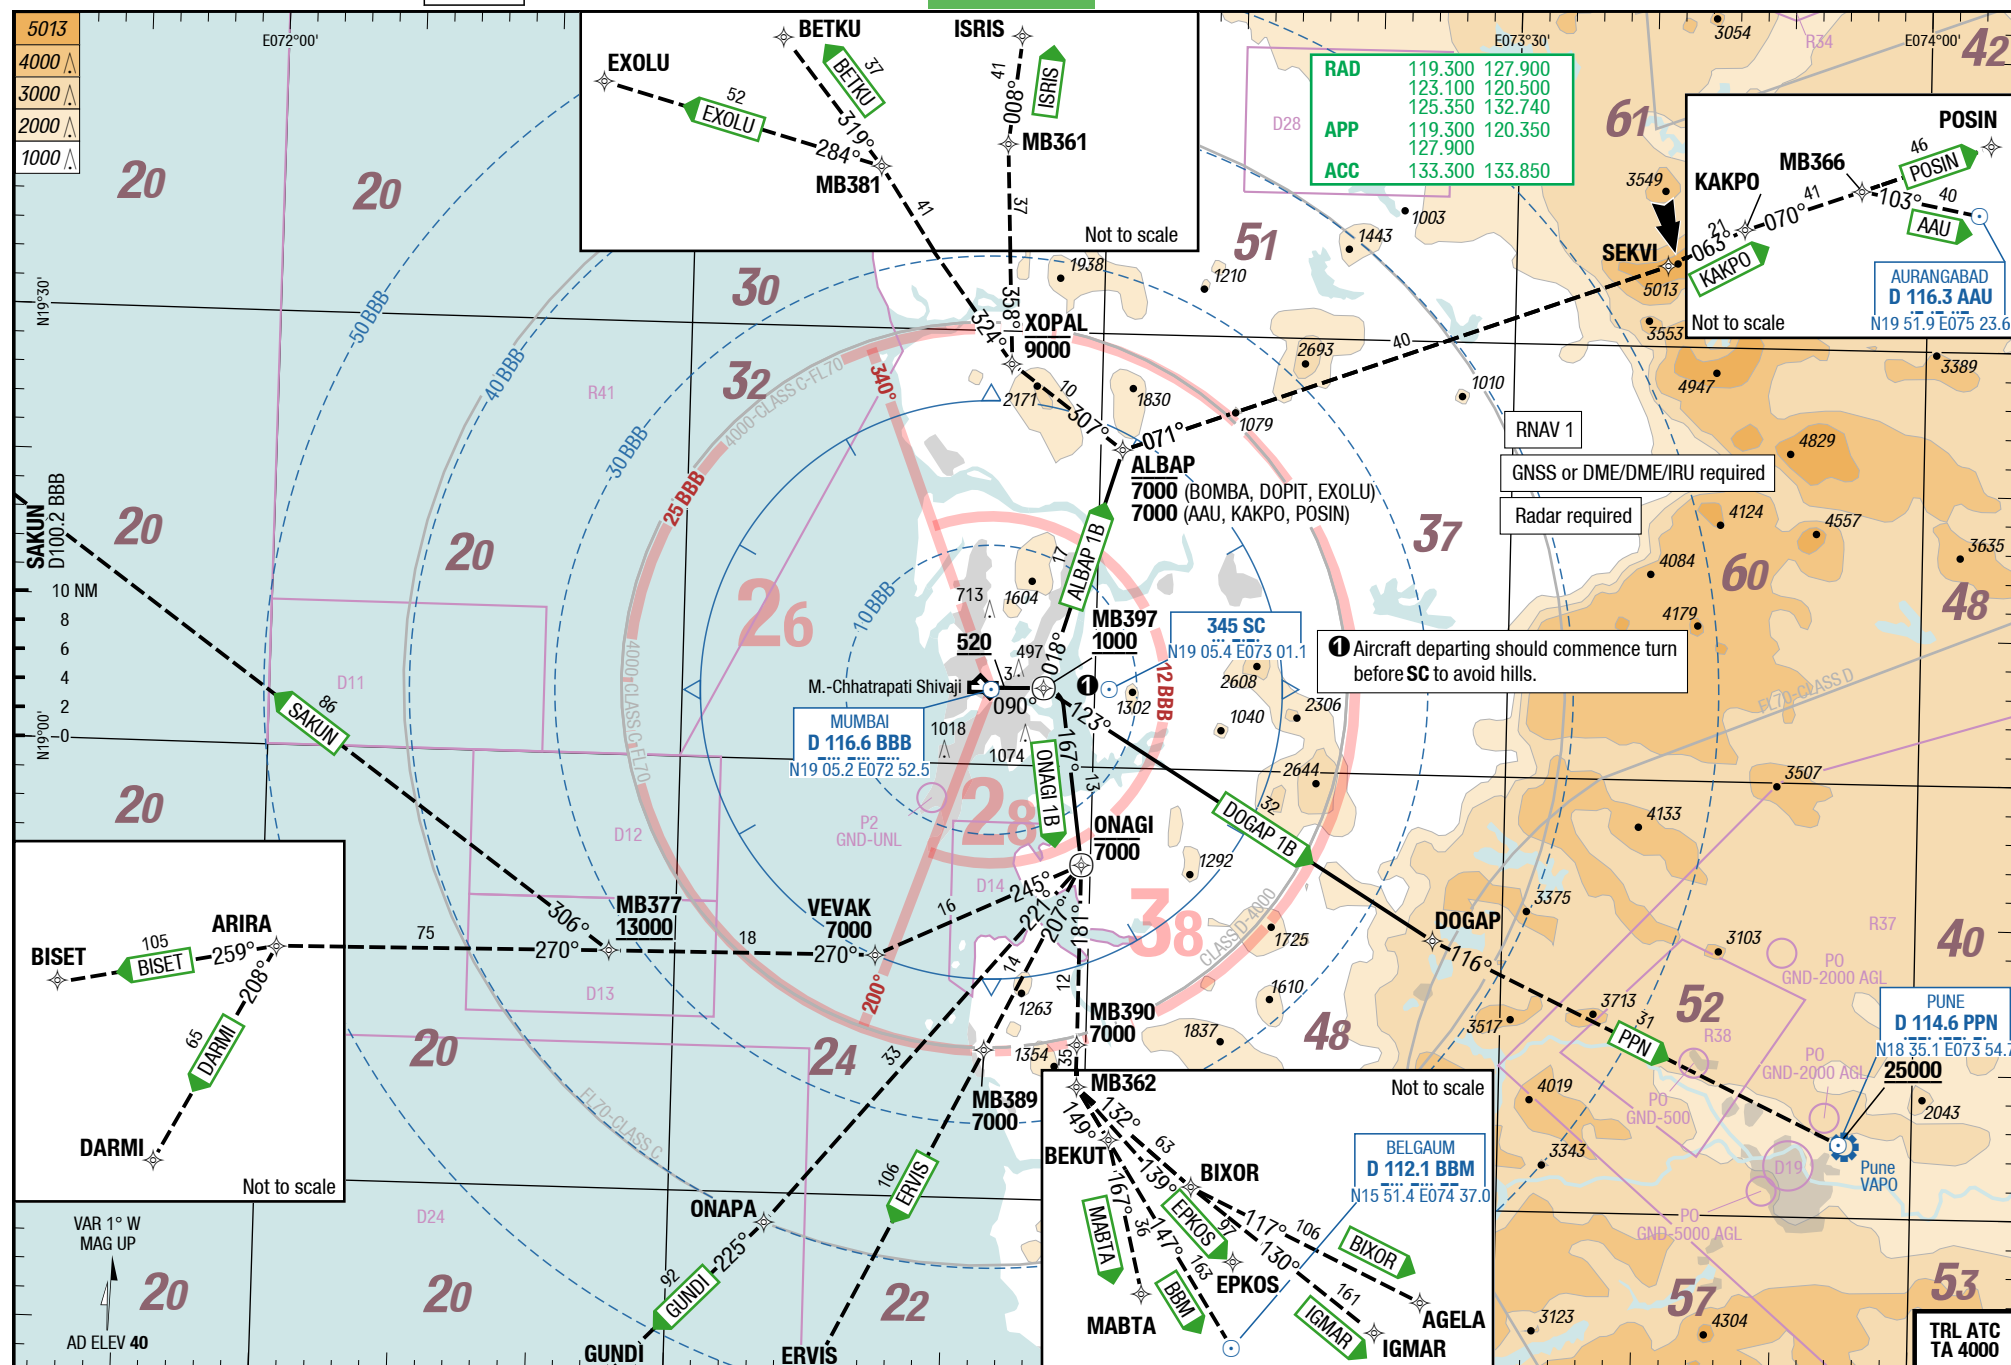 5013
4000
3000
2000
1000
E072°00'
E073°30'
E074°00'
N19°30'
N19°00'
EXOLU
52
EXOLU
284°
BETKU
37
BETKU
319°
MB381
41
324°
ISRIS
41
ISRIS
008°
MB361
37
358°
Not to scale
RAD 119.300 127.900
123.100 120.500
125.350 132.740
APP 119.300 120.350
127.900
ACC 133.300 133.850
D28
R34
3054
42
61
3549
SEKVI
5013
3553
POSIN
46
POSIN
MB366
KAKPO
41
070°
103°
40
AAU
21
063°
KAKPO
Not to scale
AURANGABAD
D 116.3 AAU
N19 51.9 E075 23.6
20
20
30
51
32
20
20
20
26
28
38
37
60
48
40
52
48
24
20
20
20
22
57
53
50 BBB
40 BBB
30 BBB
25 BBB
10 BBB
12 BBB
R41
4000-CLASS C-FL70
340°
XOPAL
9000
1938
1210
1443
1003
2693
1010
1079
40
10
307°
2171
1830
071°
ALBAP
7000 (BOMBA, DOPIT, EXOLU)
7000 (AAU, KAKPO, POSIN)
4947
3389
4829
4124
4557
3635
4084
4179
RNAV 1
GNSS or DME/DME/IRU required
Radar required
SAKUN
D100.2 BBB
10 NM
8
6
4
2
0
D11
86
SAKUN
4000-CLASS C-FL70
ALBAP 1B
17
018°
713
1604
520
497
3
MB397
1000
M.-Chhatrapati Shivaji
090°
MUMBAI
D 116.6 BBB
N19 05.2 E072 52.5
345 SC
N19 05.4 E073 01.1
1 Aircraft departing should commence turn
before SC to avoid hills.
1
1302
2608
2306
1040
1018
1074
123°
167°
13
ONAGI 1B
2644
32
DOGAP 1B
FL70-CLASS D
3507
4133
P2
GND-UNL
D12
D14
D13
ONAGI
7000
1292
1725
1610
1837
CLASS D-4000
245°
16
221°
207°
181°
VEVAK
7000
270°
18
MB377
13000
306°
270°
75
200°
33
14
12
1263
1354
MB390
7000
35
MB389
7000
DOGAP
116°
3375
3103
3713
3517
31
PPN
R37
R38
PO
GND-2000 AGL
PO
GND-2000 AGL
PO
GND-500
PO
GND-5000 AGL
D19
PUNE
D 114.6 PPN
N18 35.1 E073 54.7
25000
2043
Pune
VAPO
4019
3343
3123
4304
BISET
105
BISET
ARIRA
259°
208°
65
DARMI
DARMI
Not to scale
VAR 1° W
MAG UP
AD ELEV 40
D24
FL70-CLASS C
ONAPA
225°
92
GUNDI
GUNDI
106
ERVIS
ERVIS
MB362
Not to scale
132°
149°
63
BEKUT
139°
BIXOR
EPKOS
97
167°
36
MABTA
147°
163
BBM
MABTA
EPKOS
117°
106
BIXOR
130°
161
IGMAR
AGELA
IGMAR
BELGAUM
D 112.1 BBM
N15 51.4 E074 37.0
TRL ATC
TA 4000